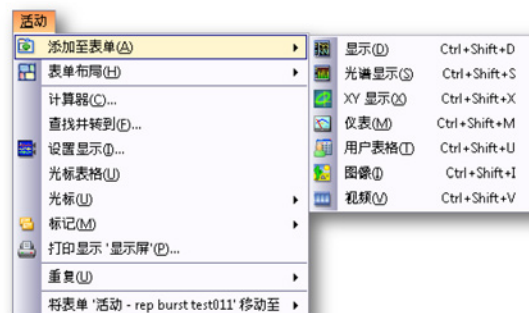 活动
添加至表单(A)
表单布局(H)
计算器(C)...
查找并转到(F)...
设置显示(I)...
光标表格(U)
光标(U)
标记(M)
打印显示 '显示屏'(P)...
重复(U)
将表单 '活动 - rep burst test011' 移动至
显示(D) Ctrl+Shift+D
光谱显示(S) Ctrl+Shift+S
XY 显示(X) Ctrl+Shift+X
仪表(M) Ctrl+Shift+M
用户表格(T) Ctrl+Shift+U
图像(I) Ctrl+Shift+I
视频(V) Ctrl+Shift+V